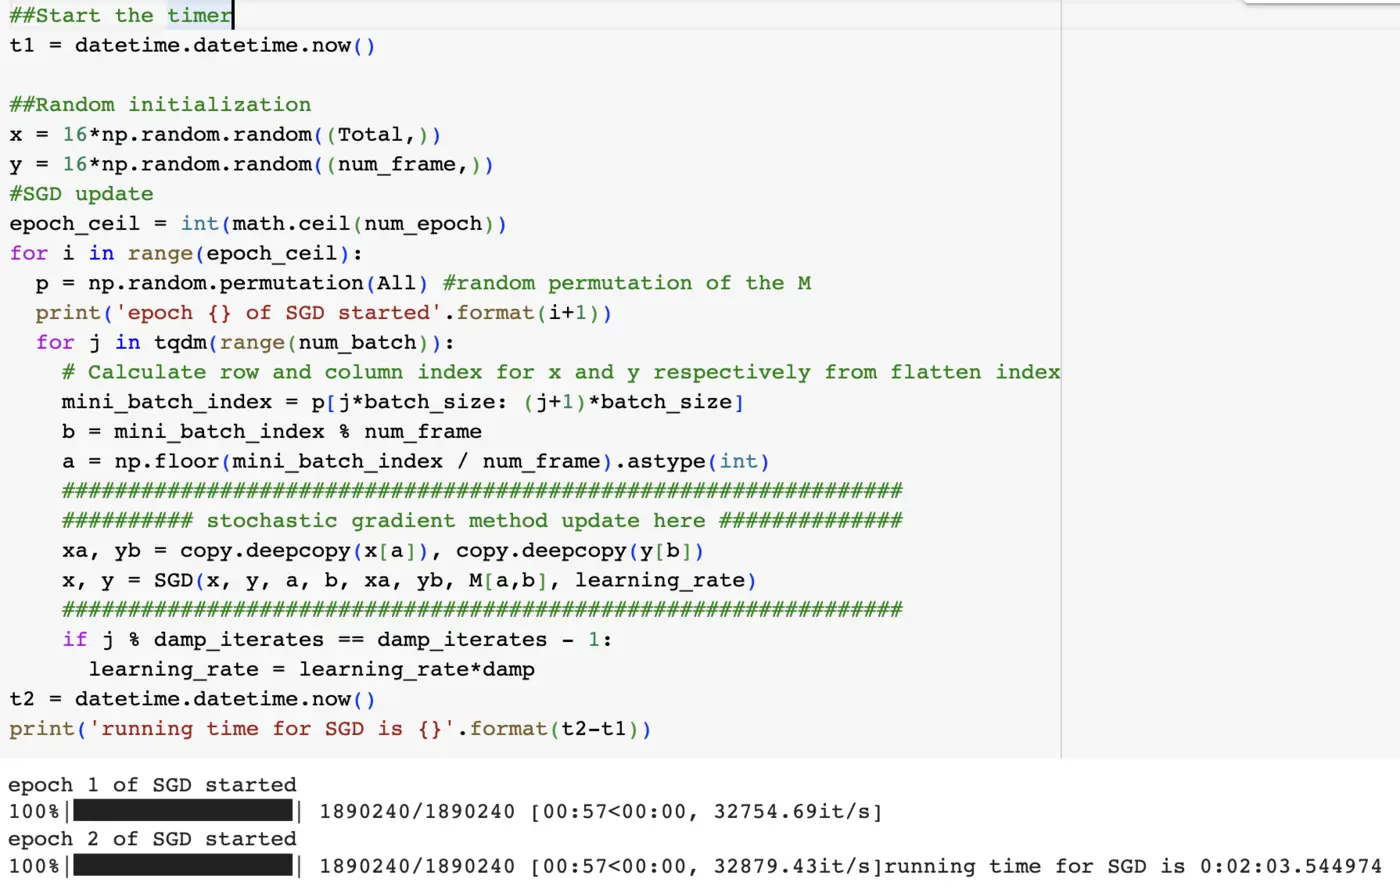 ##Start the timer
t1 = datetime.datetime.now()
##Random initialization
x = 16*np.random.random((Total,))
y = 16*np.random.random((num_frame,))
#SGD update
epoch_ceil = int(math.ceil(num_epoch))
for i in range(epoch_ceil):
  p = np.random.permutation(All) #random permutation of the M
  print('epoch {} of SGD started'.format(i+1))
  for j in tqdm(range(num_batch)):
    # Calculate row and column index for x and y respectively from flatten index
    mini_batch_index = p[j*batch_size: (j+1)*batch_size]
    b = mini_batch_index % num_frame
    a = np.floor(mini_batch_index / num_frame).astype(int)
    ################################################################
    ########## stochastic gradient method update here ##############
    xa, yb = copy.deepcopy(x[a]), copy.deepcopy(y[b])
    x, y = SGD(x, y, a, b, xa, yb, M[a,b], learning_rate)
    ################################################################
    if j % damp_iterates == damp_iterates - 1:
      learning_rate = learning_rate*damp
t2 = datetime.datetime.now()
print('running time for SGD is {}'.format(t2-t1))
epoch 1 of SGD started
100%|██████████| 1890240/1890240 [00:57<00:00, 32754.69it/s]
epoch 2 of SGD started
100%|██████████| 1890240/1890240 [00:57<00:00, 32879.43it/s]running time for SGD is 0:02:03.544974